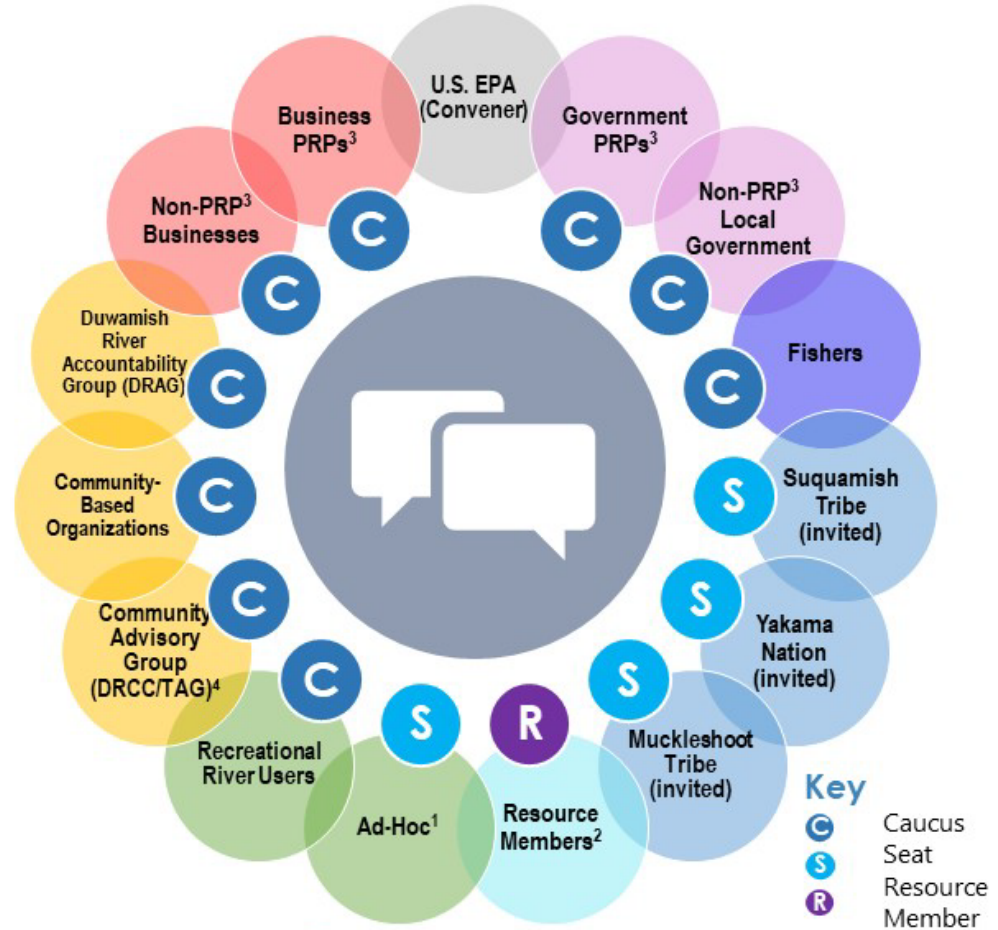 U.S. EPA
(Convener)
Government
PRPs³
C
Non-PRP³
Local
Government
C
Fishers
C
Suquamish
Tribe
(invited)
S
Yakama
Nation
(invited)
S
Muckleshoot
Tribe
(invited)
S
Resource
Members²
R
Ad-Hoc¹
S
Recreational
River Users
C
Community
Advisory
Group
(DRCC/TAG)⁴
C
Community-
Based
Organizations
C
Duwamish
River
Accountability
Group (DRAG)
C
Non-PRP³
Businesses
C
Business
PRPs³
C
Key
C Caucus
S Seat
R Resource
Member